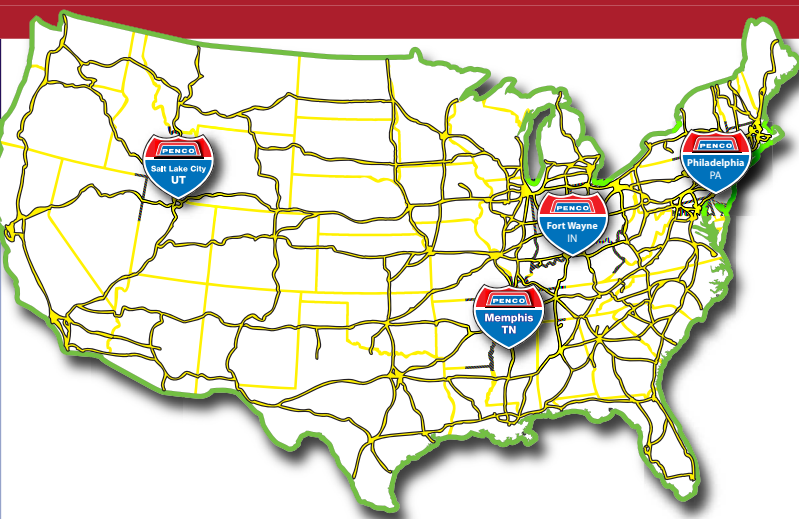 PENCO
Salt Lake City
UT
PENCO
Philadelphia
PA
PENCO
Fort Wayne
IN
PENCO
Memphis
TN